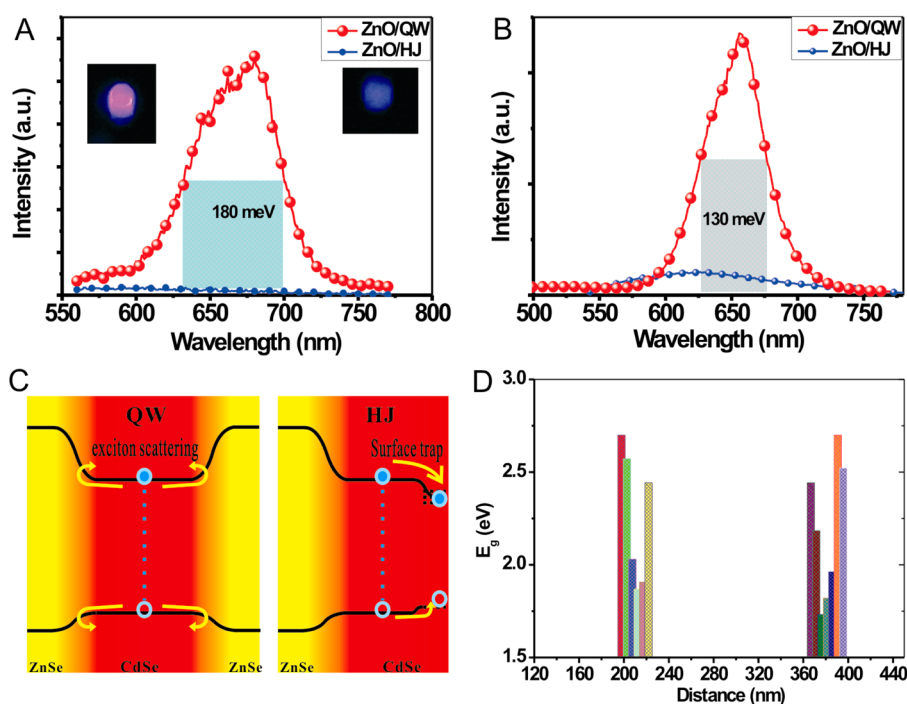 A
ZnO/QW
ZnO/HJ
Intensity (a.u.)
180 meV
550 600 650 700 750 800
Wavelength (nm)
B
ZnO/QW
ZnO/HJ
Intensity (a.u.)
130 meV
500 550 600 650 700 750
Wavelength (nm)
C
QW
exciton scattering
ZnSe CdSe ZnSe
HJ
Surface trap
ZnSe CdSe
D
3.0
2.5
2.0
1.5
Eg (eV)
120 160 200 240 280 320 360 400 440
Distance (nm)